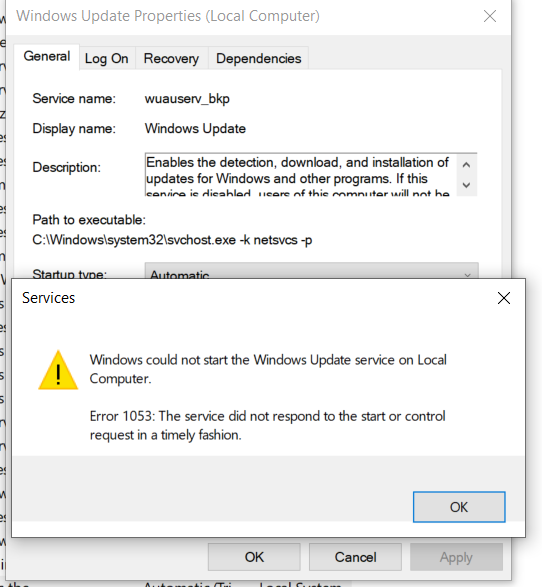 Windows Update Properties (Local Computer)
General Log On Recovery Dependencies
Service name: wuauserv_bkp
Display name: Windows Update
Description: Enables the detection, download, and installation of
updates for Windows and other programs. If this
service is disabled, users of this computer will not be
Path to executable:
C:\Windows\system32\svchost.exe -k netsvcs -p
Startup type: Automatic
Services
Windows could not start the Windows Update service on Local
Computer.
Error 1053: The service did not respond to the start or control
request in a timely fashion.
OK
OK Cancel Apply
the Automatic (Tri... Local System